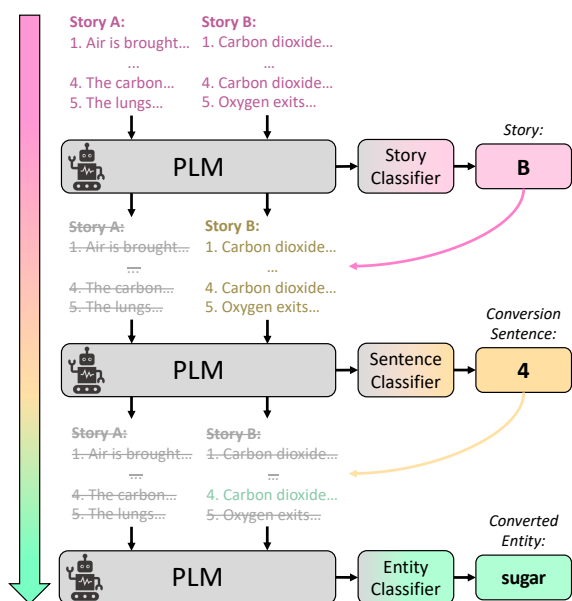 Story A:
1. Air is brought…
…
4. The carbon…
5. The lungs…
Story B:
1. Carbon dioxide…
…
4. Carbon dioxide…
5. Oxygen exits…
PLM
Story
Classifier
Story:
B
Story A:
1. Air is brought…
…
4. The carbon…
5. The lungs…
Story B:
1. Carbon dioxide…
…
4. Carbon dioxide…
5. Oxygen exits…
PLM
Sentence
Classifier
Conversion
Sentence:
4
Story A:
1. Air is brought…
…
4. The carbon…
5. The lungs…
Story B:
1. Carbon dioxide…
…
4. Carbon dioxide…
5. Oxygen exits…
PLM
Entity
Classifier
Converted
Entity:
sugar